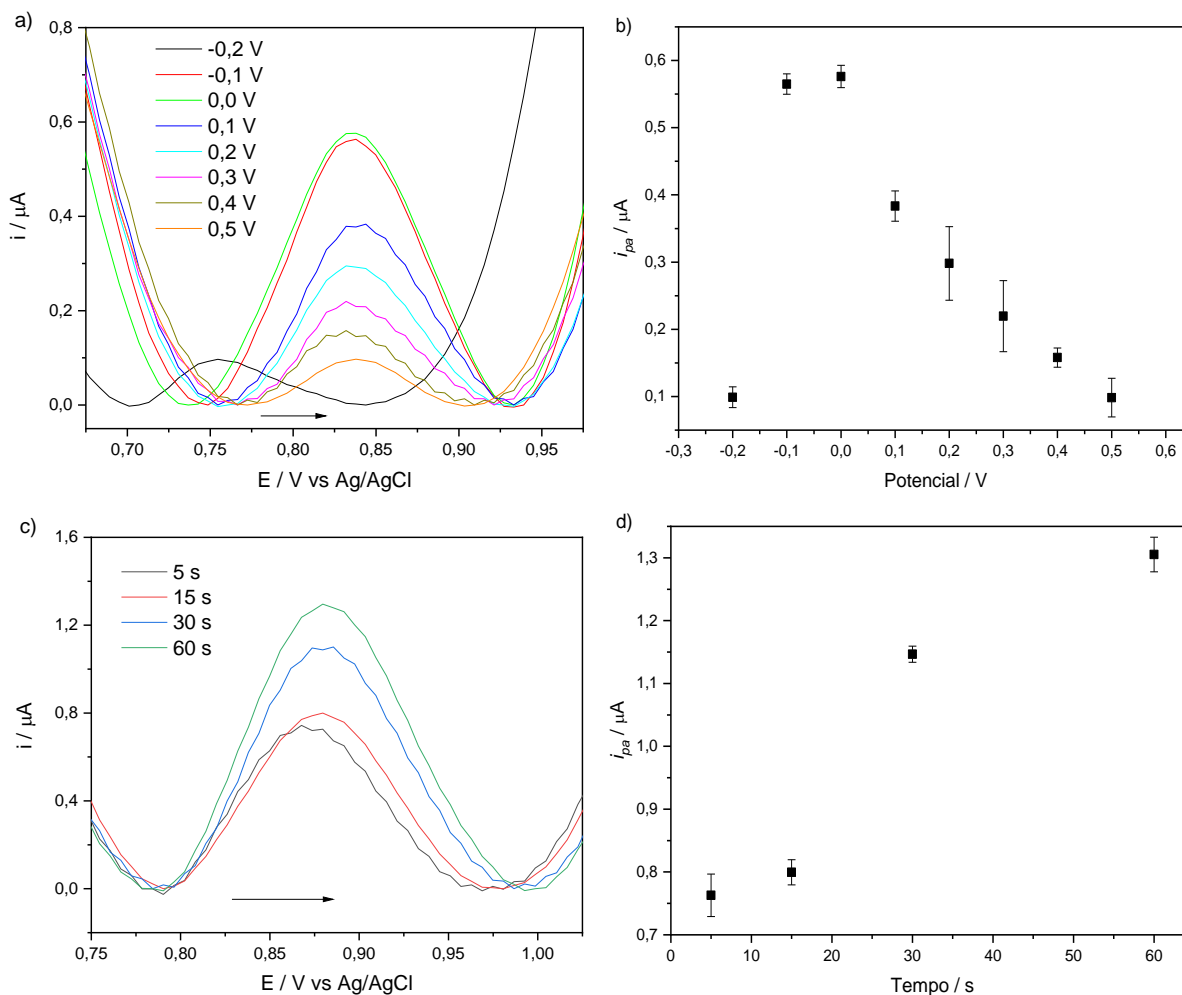 a)
0,8
0,6
0,4
0,2
0,0
i / µA
-0,2 V
-0,1 V
0,0 V
0,1 V
0,2 V
0,3 V
0,4 V
0,5 V
0,70 0,75 0,80 0,85 0,90 0,95
E / V vs Ag/AgCl
b)
0,6
0,5
0,4
0,3
0,2
0,1
i_pa / µA
-0,3 -0,2 -0,1 0,0 0,1 0,2 0,3 0,4 0,5 0,6
Potencial / V
c)
1,6
1,2
0,8
0,4
0,0
i / µA
5 s
15 s
30 s
60 s
0,75 0,80 0,85 0,90 0,95 1,00
E / V vs Ag/AgCl
d)
1,3
1,2
1,1
1,0
0,9
0,8
0,7
i_pa / µA
0 10 20 30 40 50 60
Tempo / s